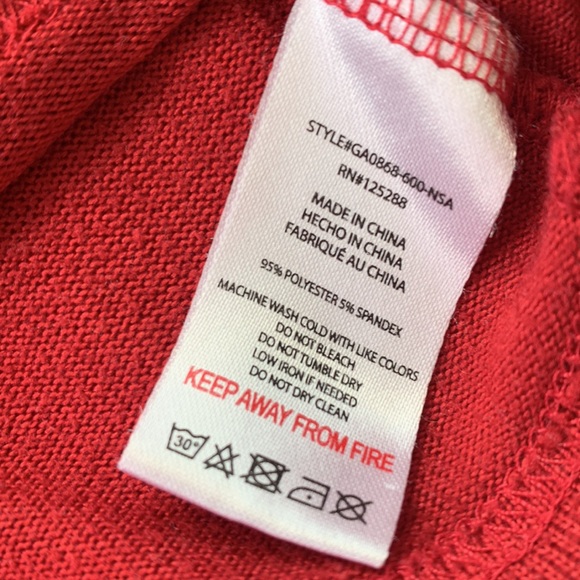 STYLE#GA0868-600-NSA
RN#125288
MADE IN CHINA
HECHO IN CHINA
FABRIQUÉ AU CHINA
95% POLYESTER 5% SPANDEX
MACHINE WASH COLD WITH LIKE COLORS
DO NOT BLEACH
DO NOT TUMBLE DRY
LOW IRON IF NEEDED
DO NOT DRY CLEAN
KEEP AWAY FROM FIRE
30°